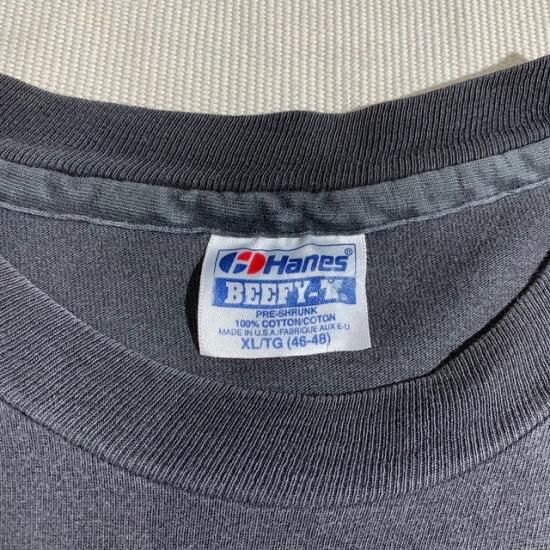 Hanes®
BEEFY-T®
PRE-SHRUNK
100% COTTON/COTON
MADE IN U.S.A./FABRIQUE AUX E-U
XL/TG (46-48)